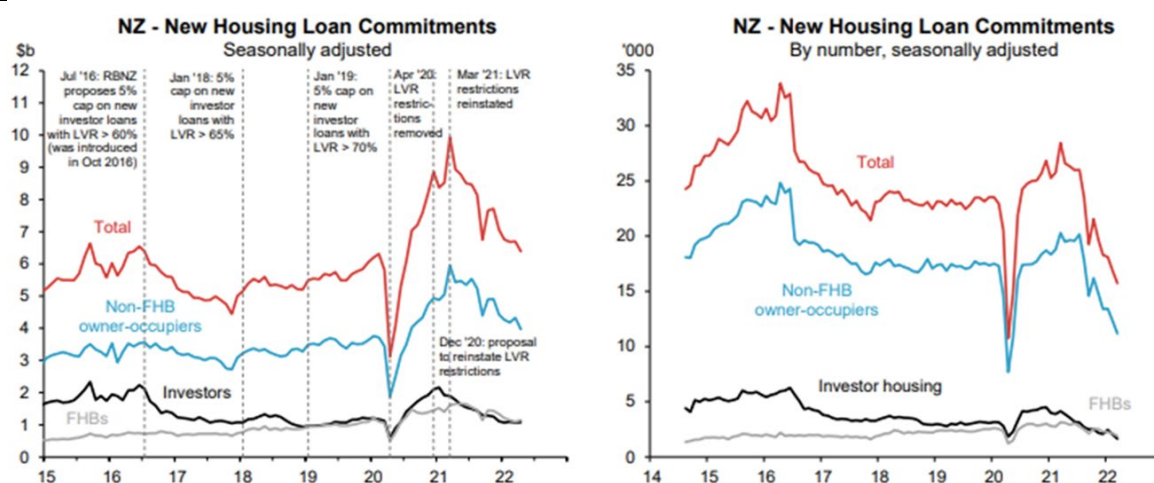 NZ - New Housing Loan Commitments
Seasonally adjusted
$b
12
11
10
9
8
7
6
5
4
3
2
1
0
Jul '16: RBNZ
proposes 5%
cap on new
investor loans
with LVR > 60%
(was introduced
in Oct 2016)
Jan '18: 5%
cap on new
investor
loans with
LVR > 65%
Jan '19:
5% cap on
new
investor
loans with
LVR > 70%
Apr '20:
LVR
restric-
tions
removed
Mar '21: LVR
restrictions
reinstated
Total
Non-FHB
owner-occupiers
Dec '20: proposal
to reinstate LVR
restrictions
Investors
FHBs
15 16 17 18 19 20 21 22
NZ - New Housing Loan Commitments
By number, seasonally adjusted
'000
35
30
25
20
15
10
5
0
Total
Non-FHB
owner-occupiers
Investor housing
FHBs
14 15 16 17 18 19 20 21 22